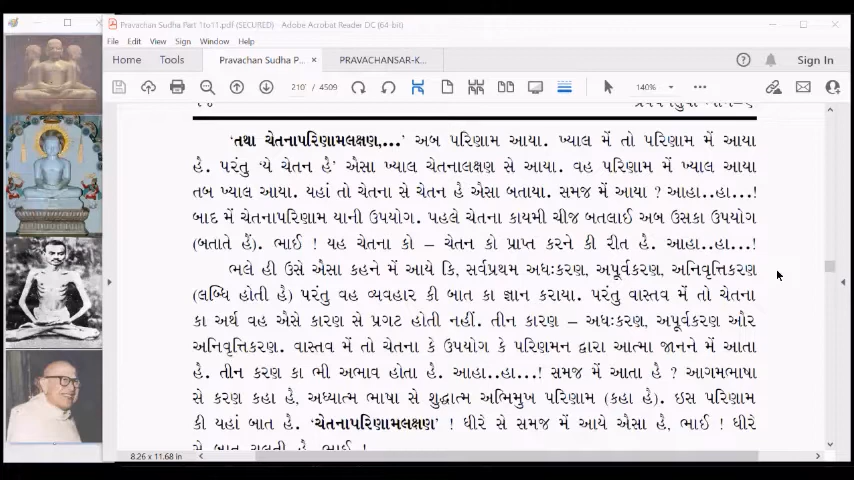 Pravachan Sudha Part 1to11.pdf (SECURED) - Adobe Acrobat Reader DC (64-bit)
File Edit View Sign Window Help
Home Tools Pravachan Sudha P... × PRAVACHANSAR-K... Sign In
210 / 4509 140%
'તથા ચેતનાપરિણામલક્ષણ,...' અબ પરિણામ આયા. ખ્યાલ મેં તો પરિણામ મેં આયા
હૈ. પરંતુ 'યે ચેતન હૈ' ઐસા ખ્યાલ ચેતનાલક્ષણ સે આયા. વહ પરિણામ મેં ખ્યાલ આયા
તબ ખ્યાલ આયા. યહાં તો ચેતના સે ચેતન હૈ ઐસા બતાયા. સમજ મેં આયા ? આહા..હા...!
બાદ મેં ચેતનાપરિણામ યાની ઉપયોગ. પહલે ચેતના કાયમી ચીજ બતલાઈ અબ ઉસકા ઉપયોગ
(બતાતે હૈં). ભાઈ ! યહ ચેતના કો – ચેતન કો પ્રાપ્ત કરને કી રીત હૈ. આહા..હા...!
ભલે હી ઉસે ઐસા કહને મેં આયે કિ, સર્વપ્રથમ અધઃકરણ, અપૂર્વકરણ, અનિવૃત્તિકરણ
(લબ્ધિ હોતી હૈ) પરંતુ વહ વ્યવહાર કી બાત કા જ્ઞાન કરાયા. પરંતુ વાસ્તવ મેં તો ચેતના
કા અર્થ વહ ઐસે કારણ સે પ્રગટ હોતી નહીં. તીન કારણ – અધઃકરણ, અપૂર્વકરણ ઔર
અનિવૃત્તિકરણ. વાસ્તવ મેં તો ચેતના કે ઉપયોગ કે પરિણમન દ્વારા આત્મા જાનને મેં આતા
હૈ. તીન કરણ કા ભી અભાવ હોતા હૈ. આહા..હા...! સમજ મેં આતા હૈ ? આગમભાષા
સે કરણ કહા હૈ, અધ્યાત્મ ભાષા સે શુદ્ધાત્મ અભિમુખ પરિણામ (કહા હૈ). ઇસ પરિણામ
કી યહાં બાત હૈ. 'ચેતનાપરિણામલક્ષણ' ! ધીરે સે સમજ મેં આયે ઐસા હૈ, ભાઈ ! ધીરે
8.26 x 11.68 in